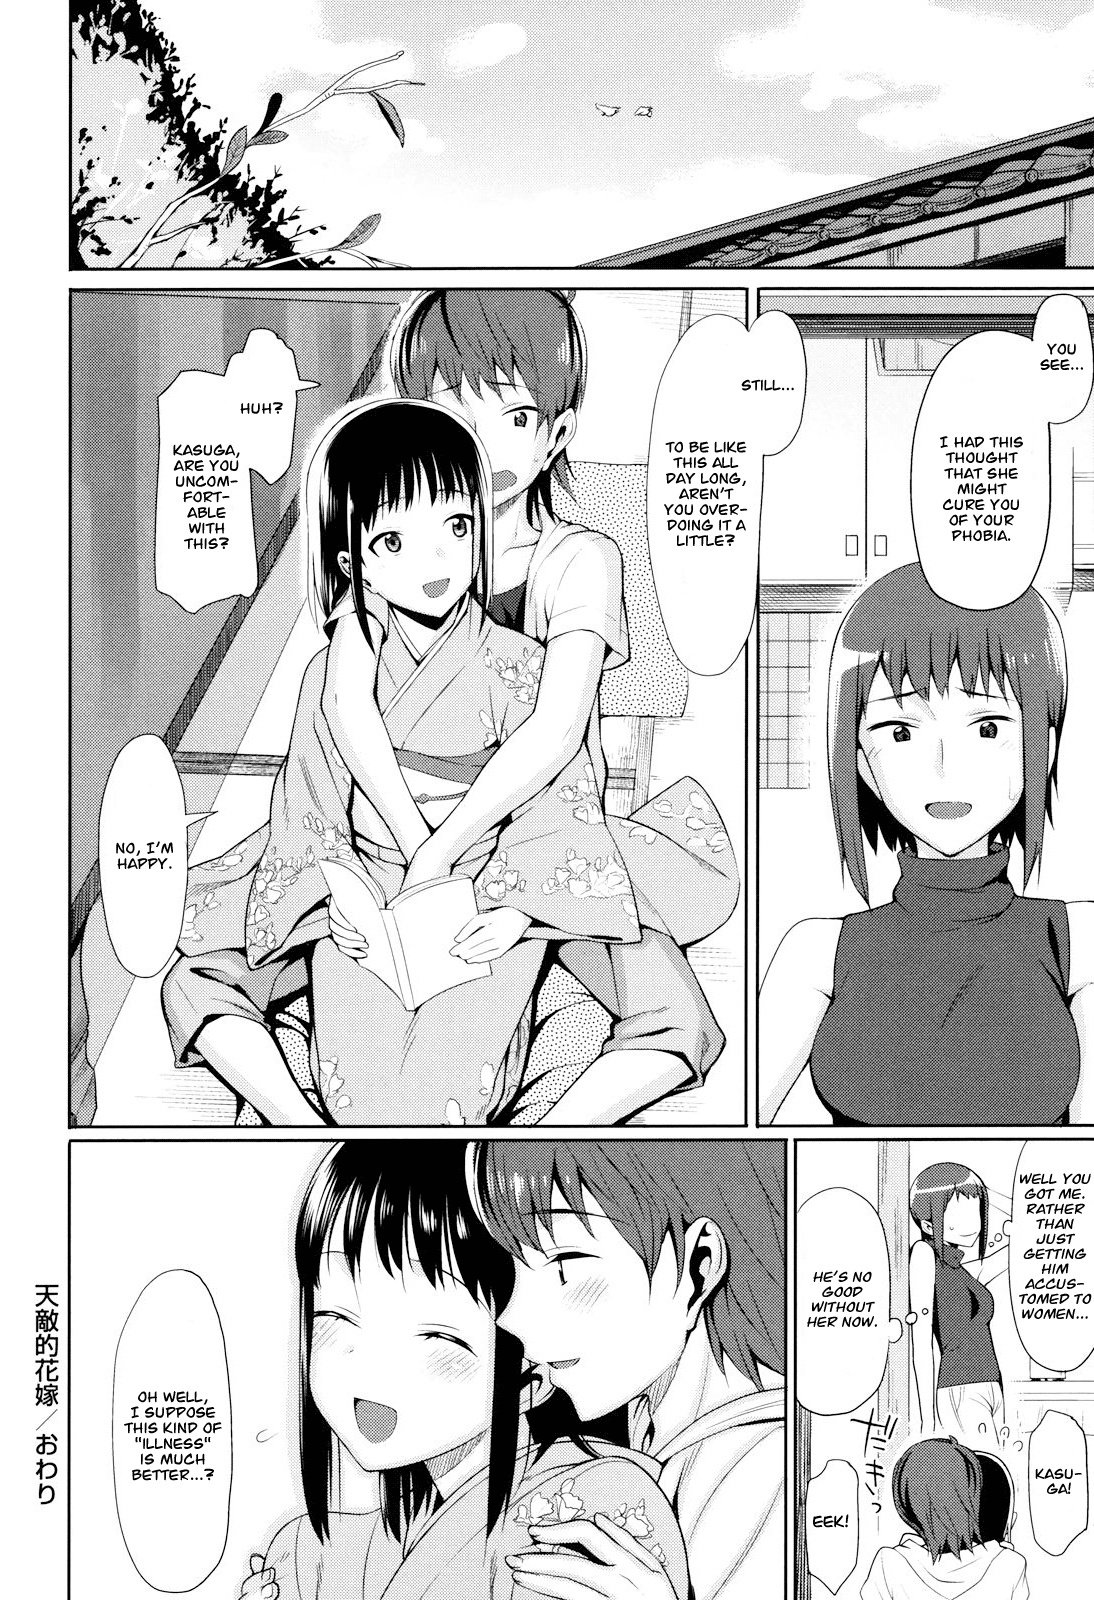 YOU
SEE...
I HAD THIS
THOUGHT
THAT SHE
MIGHT
CURE YOU
OF YOUR
PHOBIA.
STILL...
TO BE LIKE
THIS ALL
DAY LONG,
AREN'T
YOU OVER-
DOING IT A
LITTLE?
HUH?
KASUGA,
ARE YOU
UNCOM-
FORT-
ABLE
WITH
THIS?
NO, I'M
HAPPY.
WELL YOU
GOT ME.
RATHER
THAN
JUST
GETTING
HIM
ACCUS-
TOMED TO
WOMEN...
HE'S NO
GOOD
WITHOUT
HER NOW.
KASU-
GA!
EEK!
OH WELL,
I SUPPOSE
THIS KIND OF
"ILLNESS"
IS MUCH
BETTER...?
天敵的花嫁/おわり